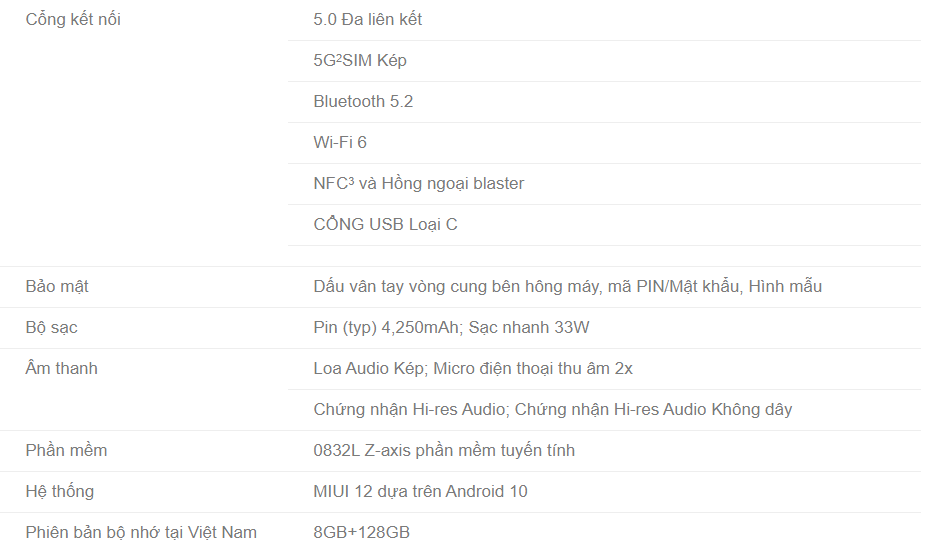 Cổng kết nối
5.0 Đa liên kết
5G²SIM Kép
Bluetooth 5.2
Wi-Fi 6
NFC³ và Hồng ngoại blaster
CỔNG USB Loại C
Bảo mật
Dấu vân tay vòng cung bên hông máy, mã PIN/Mật khẩu, Hình mẫu
Bộ sạc
Pin (typ) 4,250mAh; Sạc nhanh 33W
Âm thanh
Loa Audio Kép; Micro điện thoại thu âm 2x
Chứng nhận Hi-res Audio; Chứng nhận Hi-res Audio Không dây
Phần mềm
0832L Z-axis phần mềm tuyến tính
Hệ thống
MIUI 12 dựa trên Android 10
Phiên bản bộ nhớ tại Việt Nam
8GB+128GB